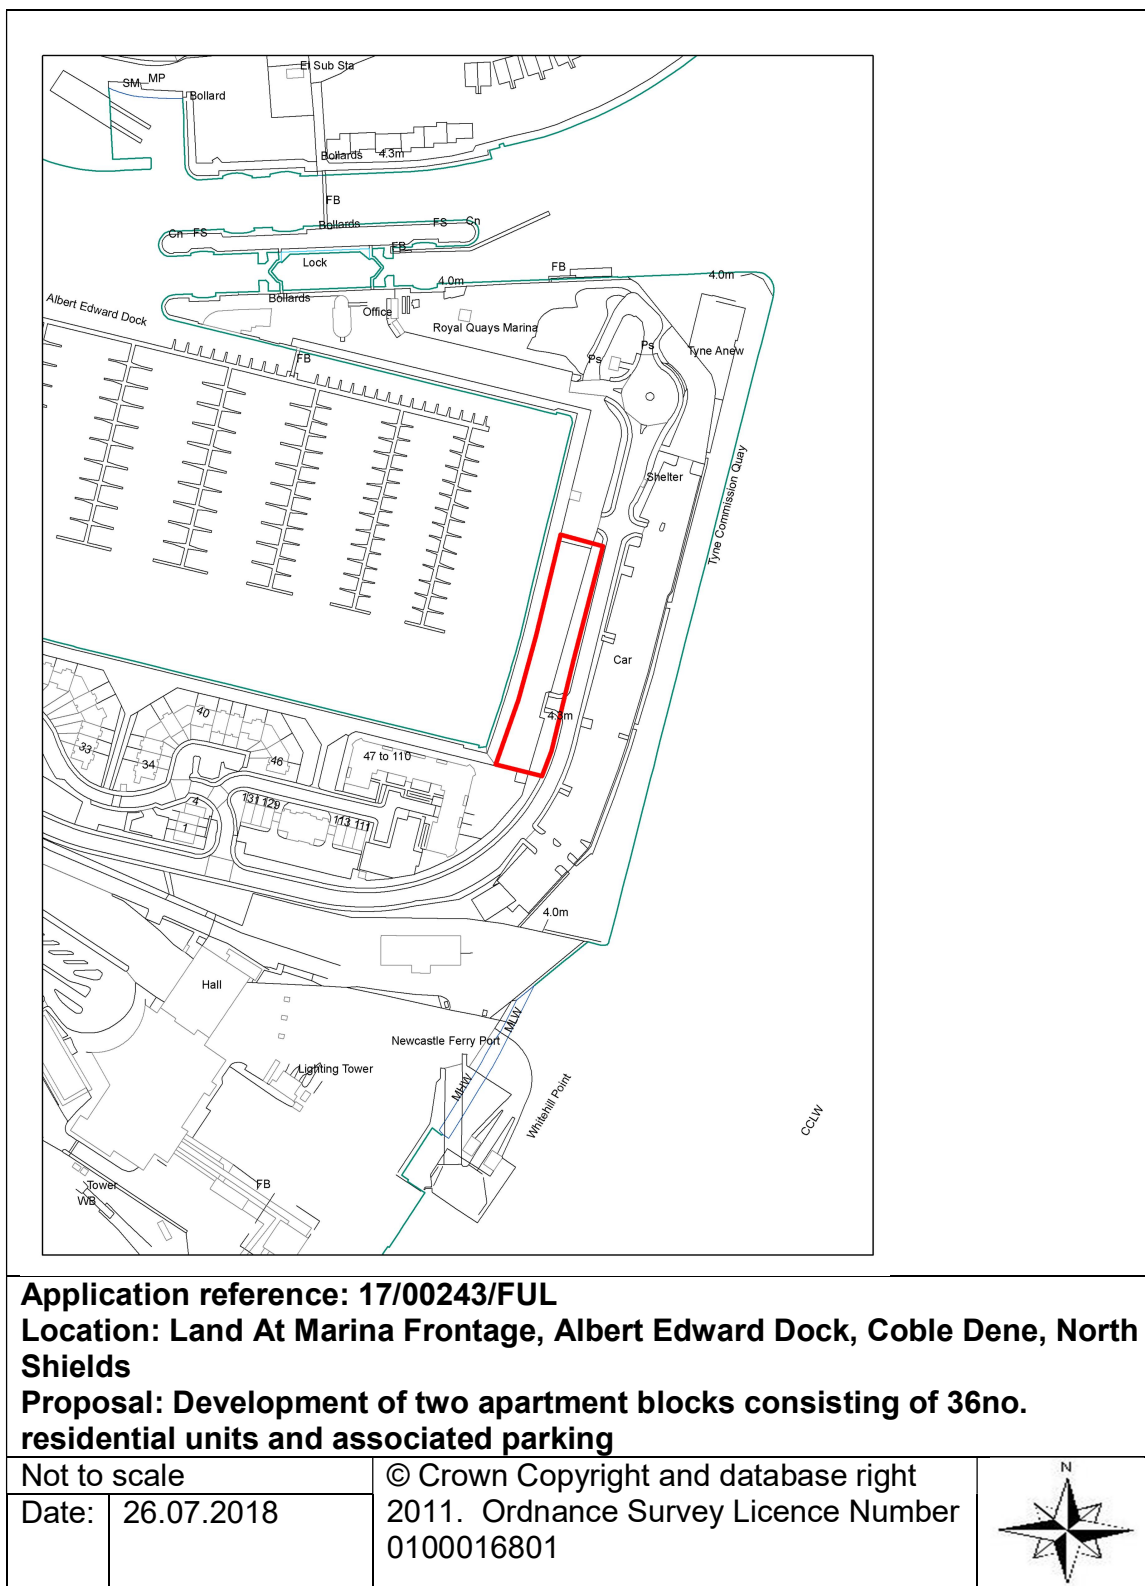 El Sub Sta
SM
MP
Bollard
Bollards
4.3m
FB
Bollards
Cn
FS
FS
Cn
FB
Lock
FB
4.0m
4.0m
Albert Edward Dock
Bollards
Office
Royal Quays Marina
FB
Ps
Ps
Tyne Anew
Shelter
Tyne Commission Quay
Car
40
4.3m
33
34
46
47 to 110
4
131 129
1
113 111
4.0m
Hall
MLW
Newcastle Ferry Port
Lighting Tower
MHW
Whitehill Point
CCLW
Tower
FB
WB
Application reference: 17/00243/FUL
Location: Land At Marina Frontage, Albert Edward Dock, Coble Dene, North
Shields
Proposal: Development of two apartment blocks consisting of 36no.
residential units and associated parking
Not to scale
Date: 26.07.2018
© Crown Copyright and database right
2011. Ordnance Survey Licence Number
0100016801
N